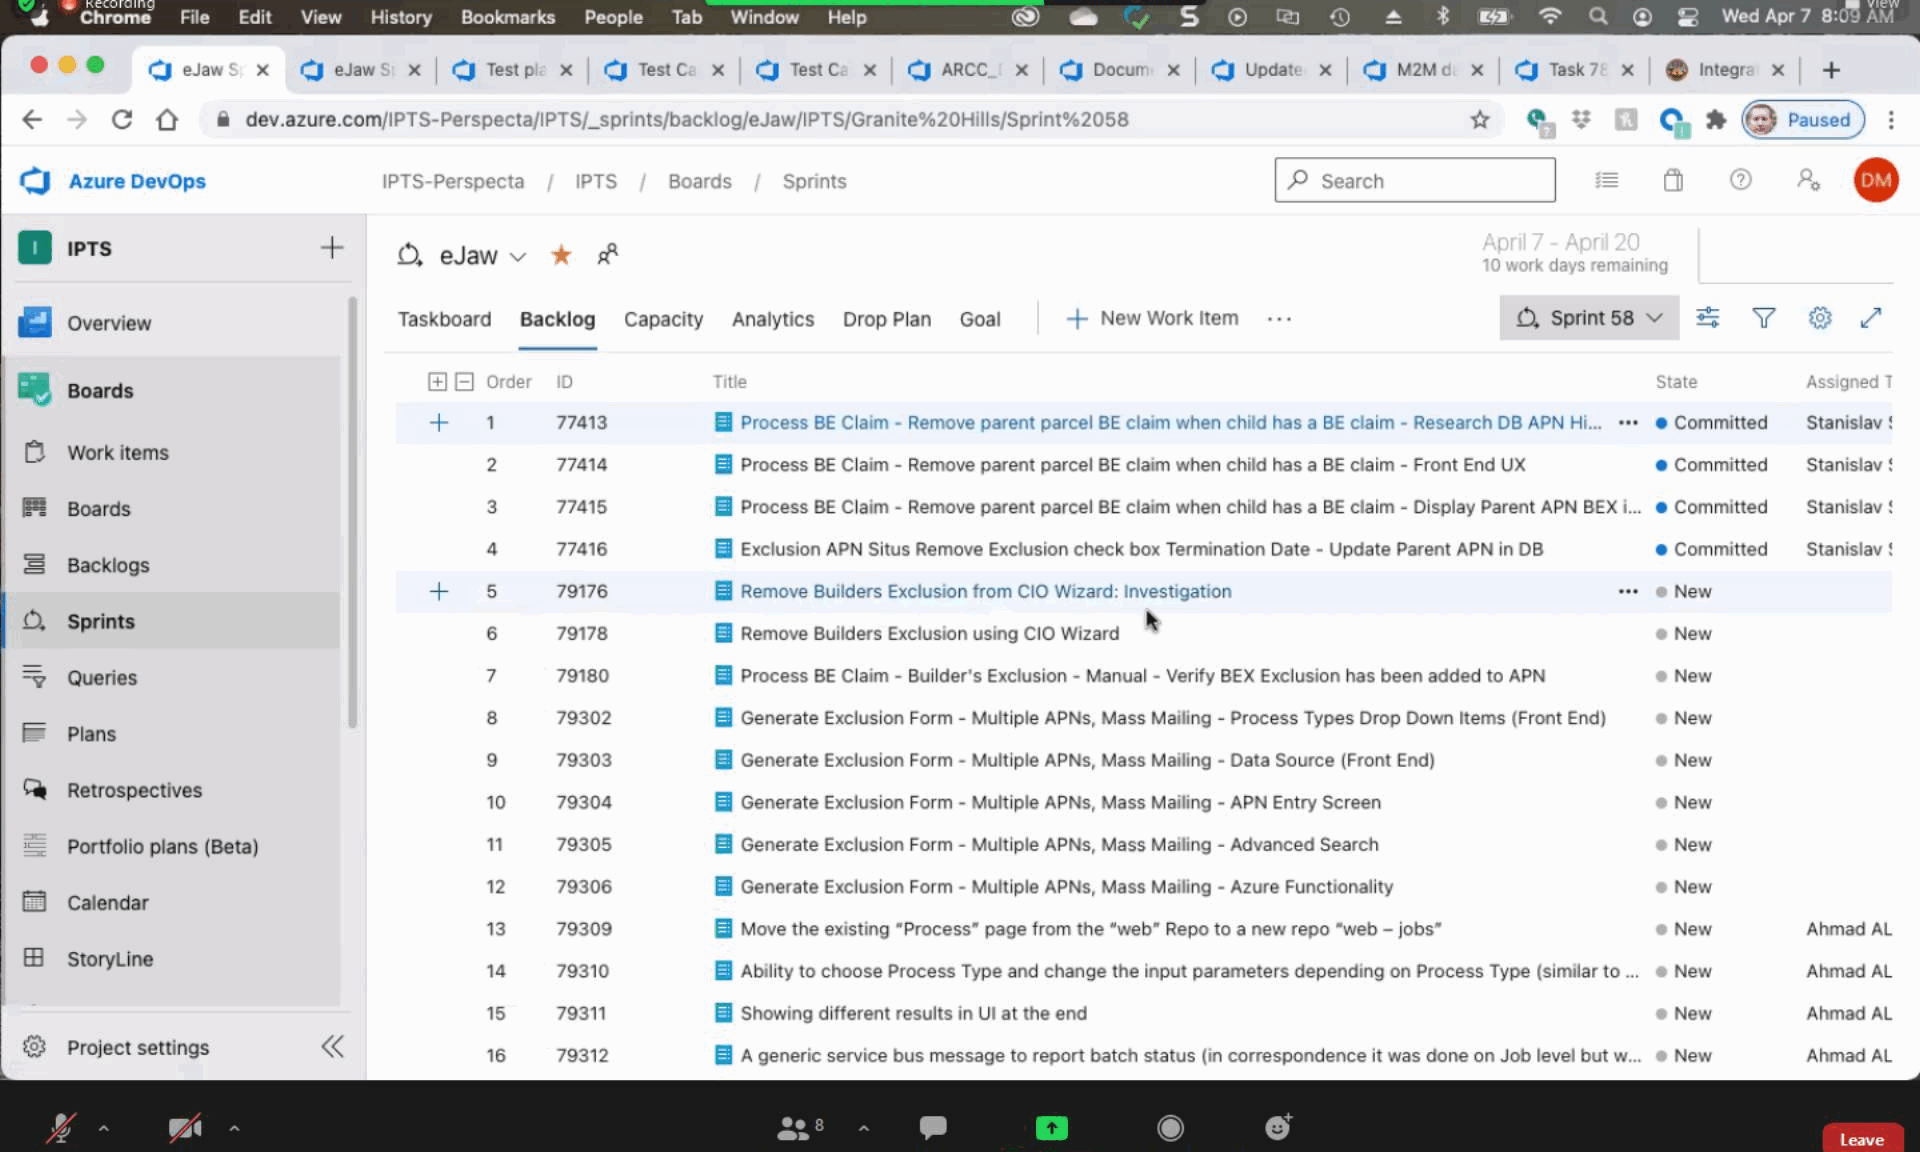 Recording
View
Chrome File Edit View History Bookmarks People Tab Window Help Wed Apr 7 8:09 AM
eJaw Sp eJaw Sp Test pla Test Ca Test Ca ARCC_ Docum Update M2M d Task 78 Integra
dev.azure.com/IPTS-Perspecta/IPTS/_sprints/backlog/eJaw/IPTS/Granite%20Hills/Sprint%2058 Paused
Azure DevOps IPTS-Perspecta / IPTS / Boards / Sprints Search DM
I IPTS
eJaw
April 7 - April 20
10 work days remaining
Taskboard Backlog Capacity Analytics Drop Plan Goal New Work Item Sprint 58
Order ID Title State Assigned T
1 77413 Process BE Claim - Remove parent parcel BE claim when child has a BE claim - Research DB APN Hi... Committed Stanislav S
2 77414 Process BE Claim - Remove parent parcel BE claim when child has a BE claim - Front End UX Committed Stanislav S
3 77415 Process BE Claim - Remove parent parcel BE claim when child has a BE claim - Display Parent APN BEX i... Committed Stanislav S
4 77416 Exclusion APN Situs Remove Exclusion check box Termination Date - Update Parent APN in DB Committed Stanislav S
5 79176 Remove Builders Exclusion from CIO Wizard: Investigation New
6 79178 Remove Builders Exclusion using CIO Wizard New
7 79180 Process BE Claim - Builder's Exclusion - Manual - Verify BEX Exclusion has been added to APN New
8 79302 Generate Exclusion Form - Multiple APNs, Mass Mailing - Process Types Drop Down Items (Front End) New
9 79303 Generate Exclusion Form - Multiple APNs, Mass Mailing - Data Source (Front End) New
10 79304 Generate Exclusion Form - Multiple APNs, Mass Mailing - APN Entry Screen New
11 79305 Generate Exclusion Form - Multiple APNs, Mass Mailing - Advanced Search New
12 79306 Generate Exclusion Form - Multiple APNs, Mass Mailing - Azure Functionality New
13 79309 Move the existing “Process” page from the “web” Repo to a new repo “web – jobs” New Ahmad AL
14 79310 Ability to choose Process Type and change the input parameters depending on Process Type (similar to ... New Ahmad AL
15 79311 Showing different results in UI at the end New Ahmad AL
16 79312 A generic service bus message to report batch status (in correspondence it was done on Job level but w... New Ahmad AL
Overview
Boards
Work items
Boards
Backlogs
Sprints
Queries
Plans
Retrospectives
Portfolio plans (Beta)
Calendar
StoryLine
Project settings
8
Leave